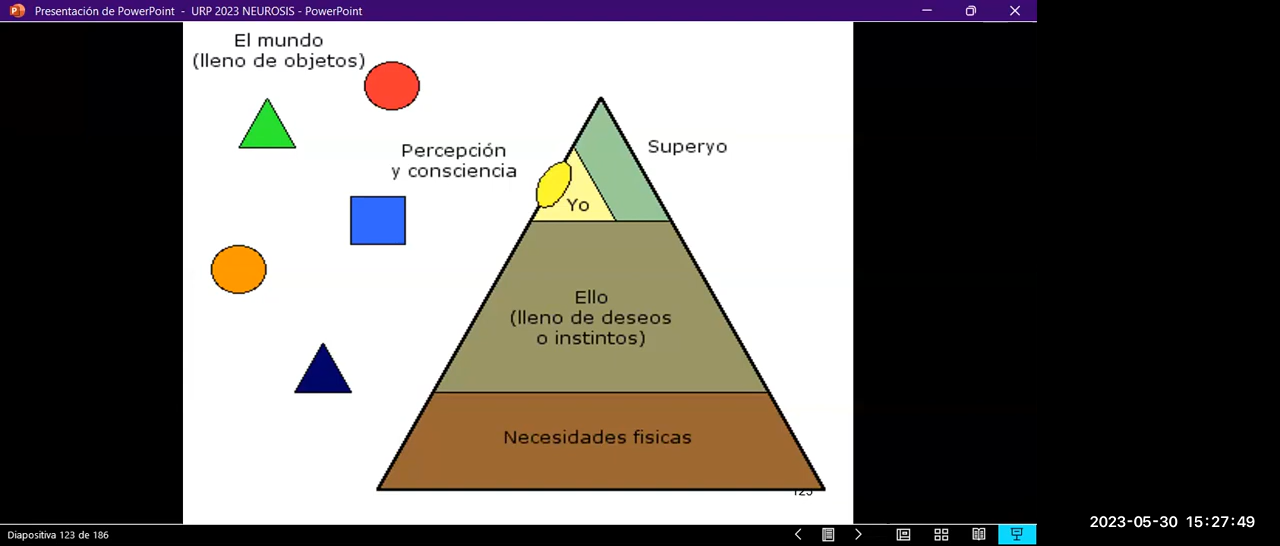 Presentación de PowerPoint - URP 2023 NEUROSIS - PowerPoint
El mundo
(lleno de objetos)
Percepción
y consciencia
Superyo
Yo
Ello
(lleno de deseos
o instintos)
Necesidades fisicas
123
Diapositiva 123 de 186
2023-05-30 15:27:49